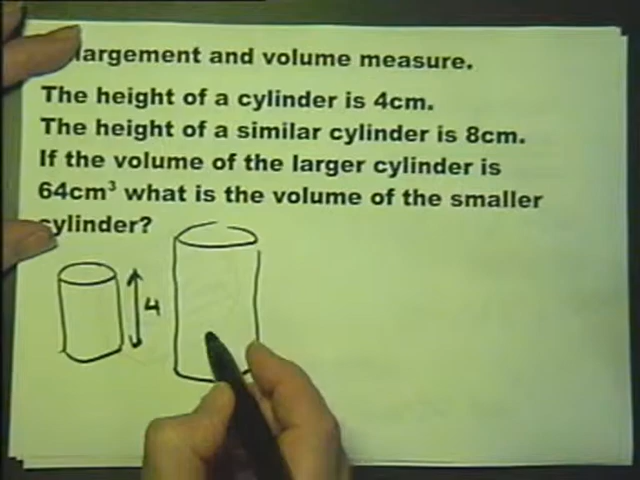 largement and volume measure.
The height of a cylinder is 4cm.
The height of a similar cylinder is 8cm.
If the volume of the larger cylinder is
64cm³ what is the volume of the smaller
cylinder?
4